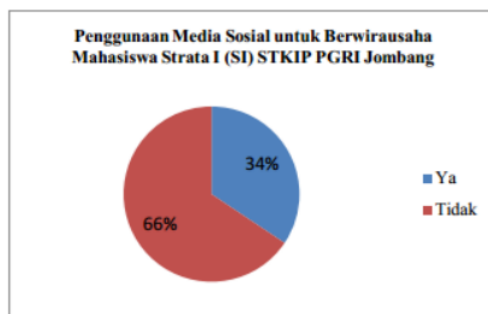 Penggunaan Media Sosial untuk Berwirausaha
Mahasiswa Strata I (SI) STKIP PGRI Jombang
34%
66%
Ya
Tidak